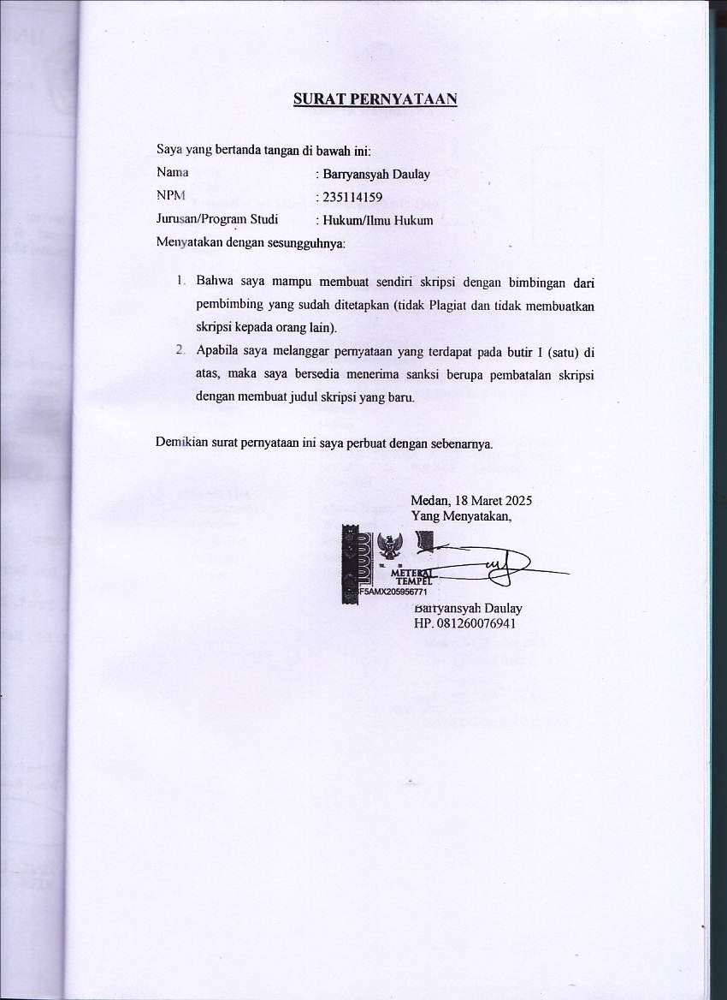 SURAT PERNYATAAN
Saya yang bertanda tangan di bawah ini:
Nama : Barryansyah Daulay
NPM : 235114159
Jurusan/Program Studi : Hukum/Ilmu Hukum
Menyatakan dengan sesungguhnya:
1. Bahwa saya mampu membuat sendiri skripsi dengan bimbingan dari
pembimbing yang sudah ditetapkan (tidak Plagiat dan tidak membuatkan
skripsi kepada orang lain).
2. Apabila saya melanggar pernyataan yang terdapat pada butir I (satu) di
atas, maka saya bersedia menerima sanksi berupa pembatalan skripsi
dengan membuat judul skripsi yang baru.
Demikian surat pernyataan ini saya perbuat dengan sebenarnya.
Medan, 18 Maret 2025
Yang Menyatakan,
METERAI
TEMPEL
F5AMX205956771
Barryansyah Daulay
HP. 081260076941